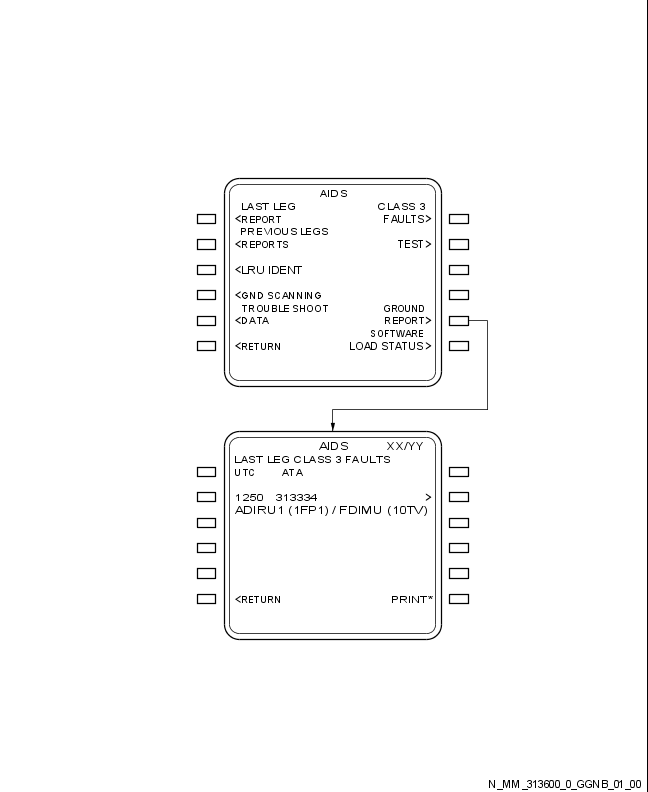 AIDS
LAST LEG CLASS 3
<REPORT FAULTS>
PREVIOUS LEGS
<REPORTS TEST>
<LRU IDENT
<GND SCANNING
TROUBLE SHOOT GROUND
<DATA REPORT>
SOFTWARE
<RETURN LOAD STATUS>
AIDS XX/YY
LAST LEG CLASS 3 FAULTS
UTC ATA
1250 313334 >
ADIRU1 (1FP1) / FDIMU (10TV)
<RETURN PRINT*
N_MM_313600_0_GGNB_01_00